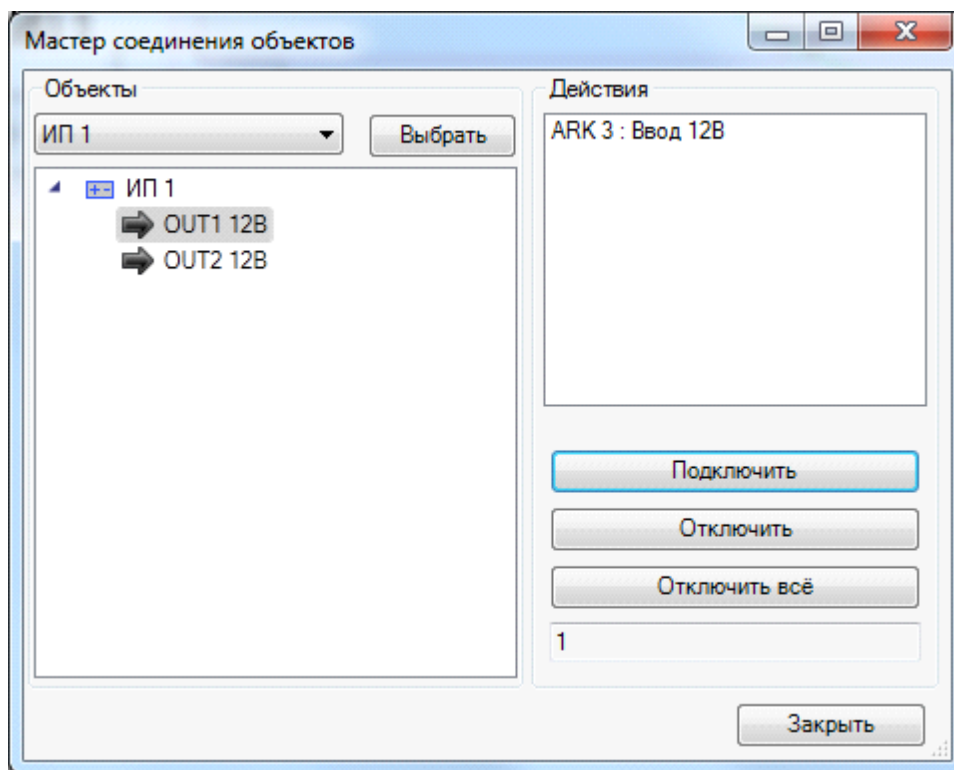 Мастер соединения объектов
Объекты
ИП 1
Выбрать
ИП 1
OUT1 12В
OUT2 12В
Действия
ARK 3 : Ввод 12В
Подключить
Отключить
Отключить всё
1
Закрыть